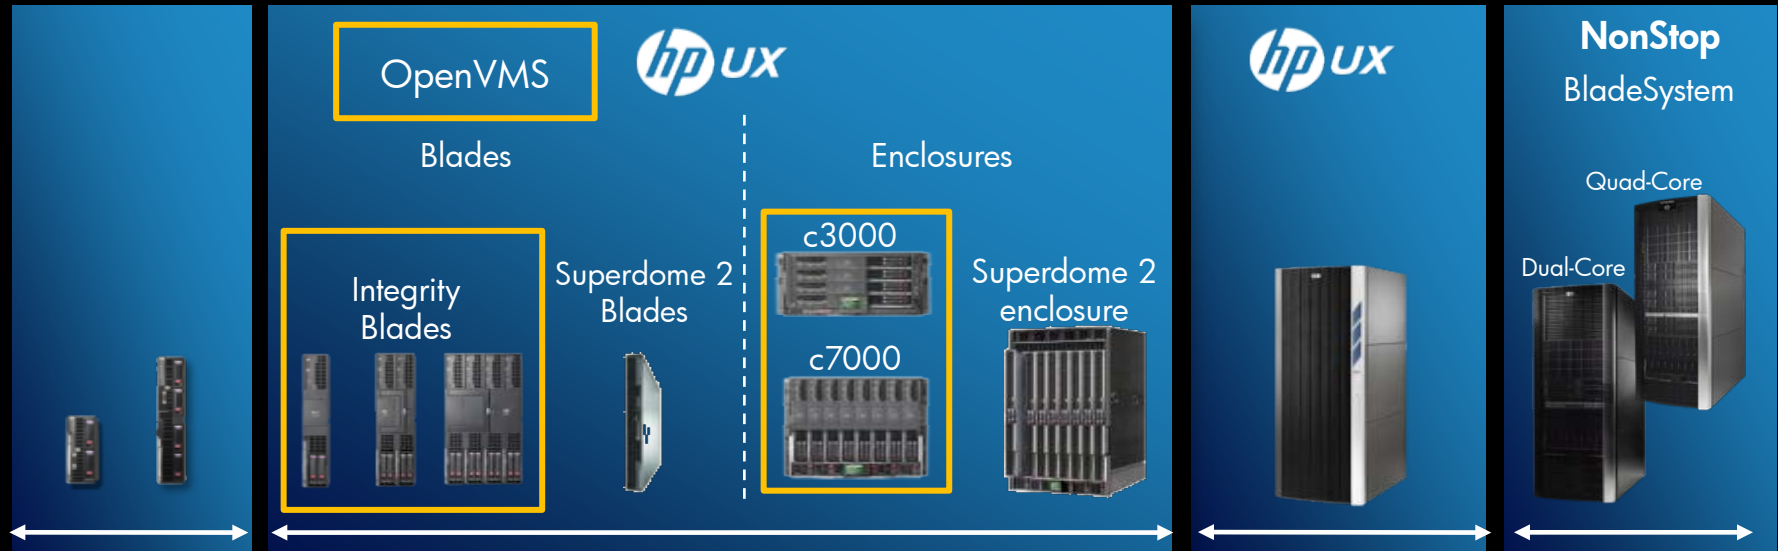 OpenVMS
hp UX
Blades
Enclosures
Integrity
Blades
Superdome 2
Blades
c3000
c7000
Superdome 2
enclosure
hp UX
NonStop
BladeSystem
Quad-Core
Dual-Core